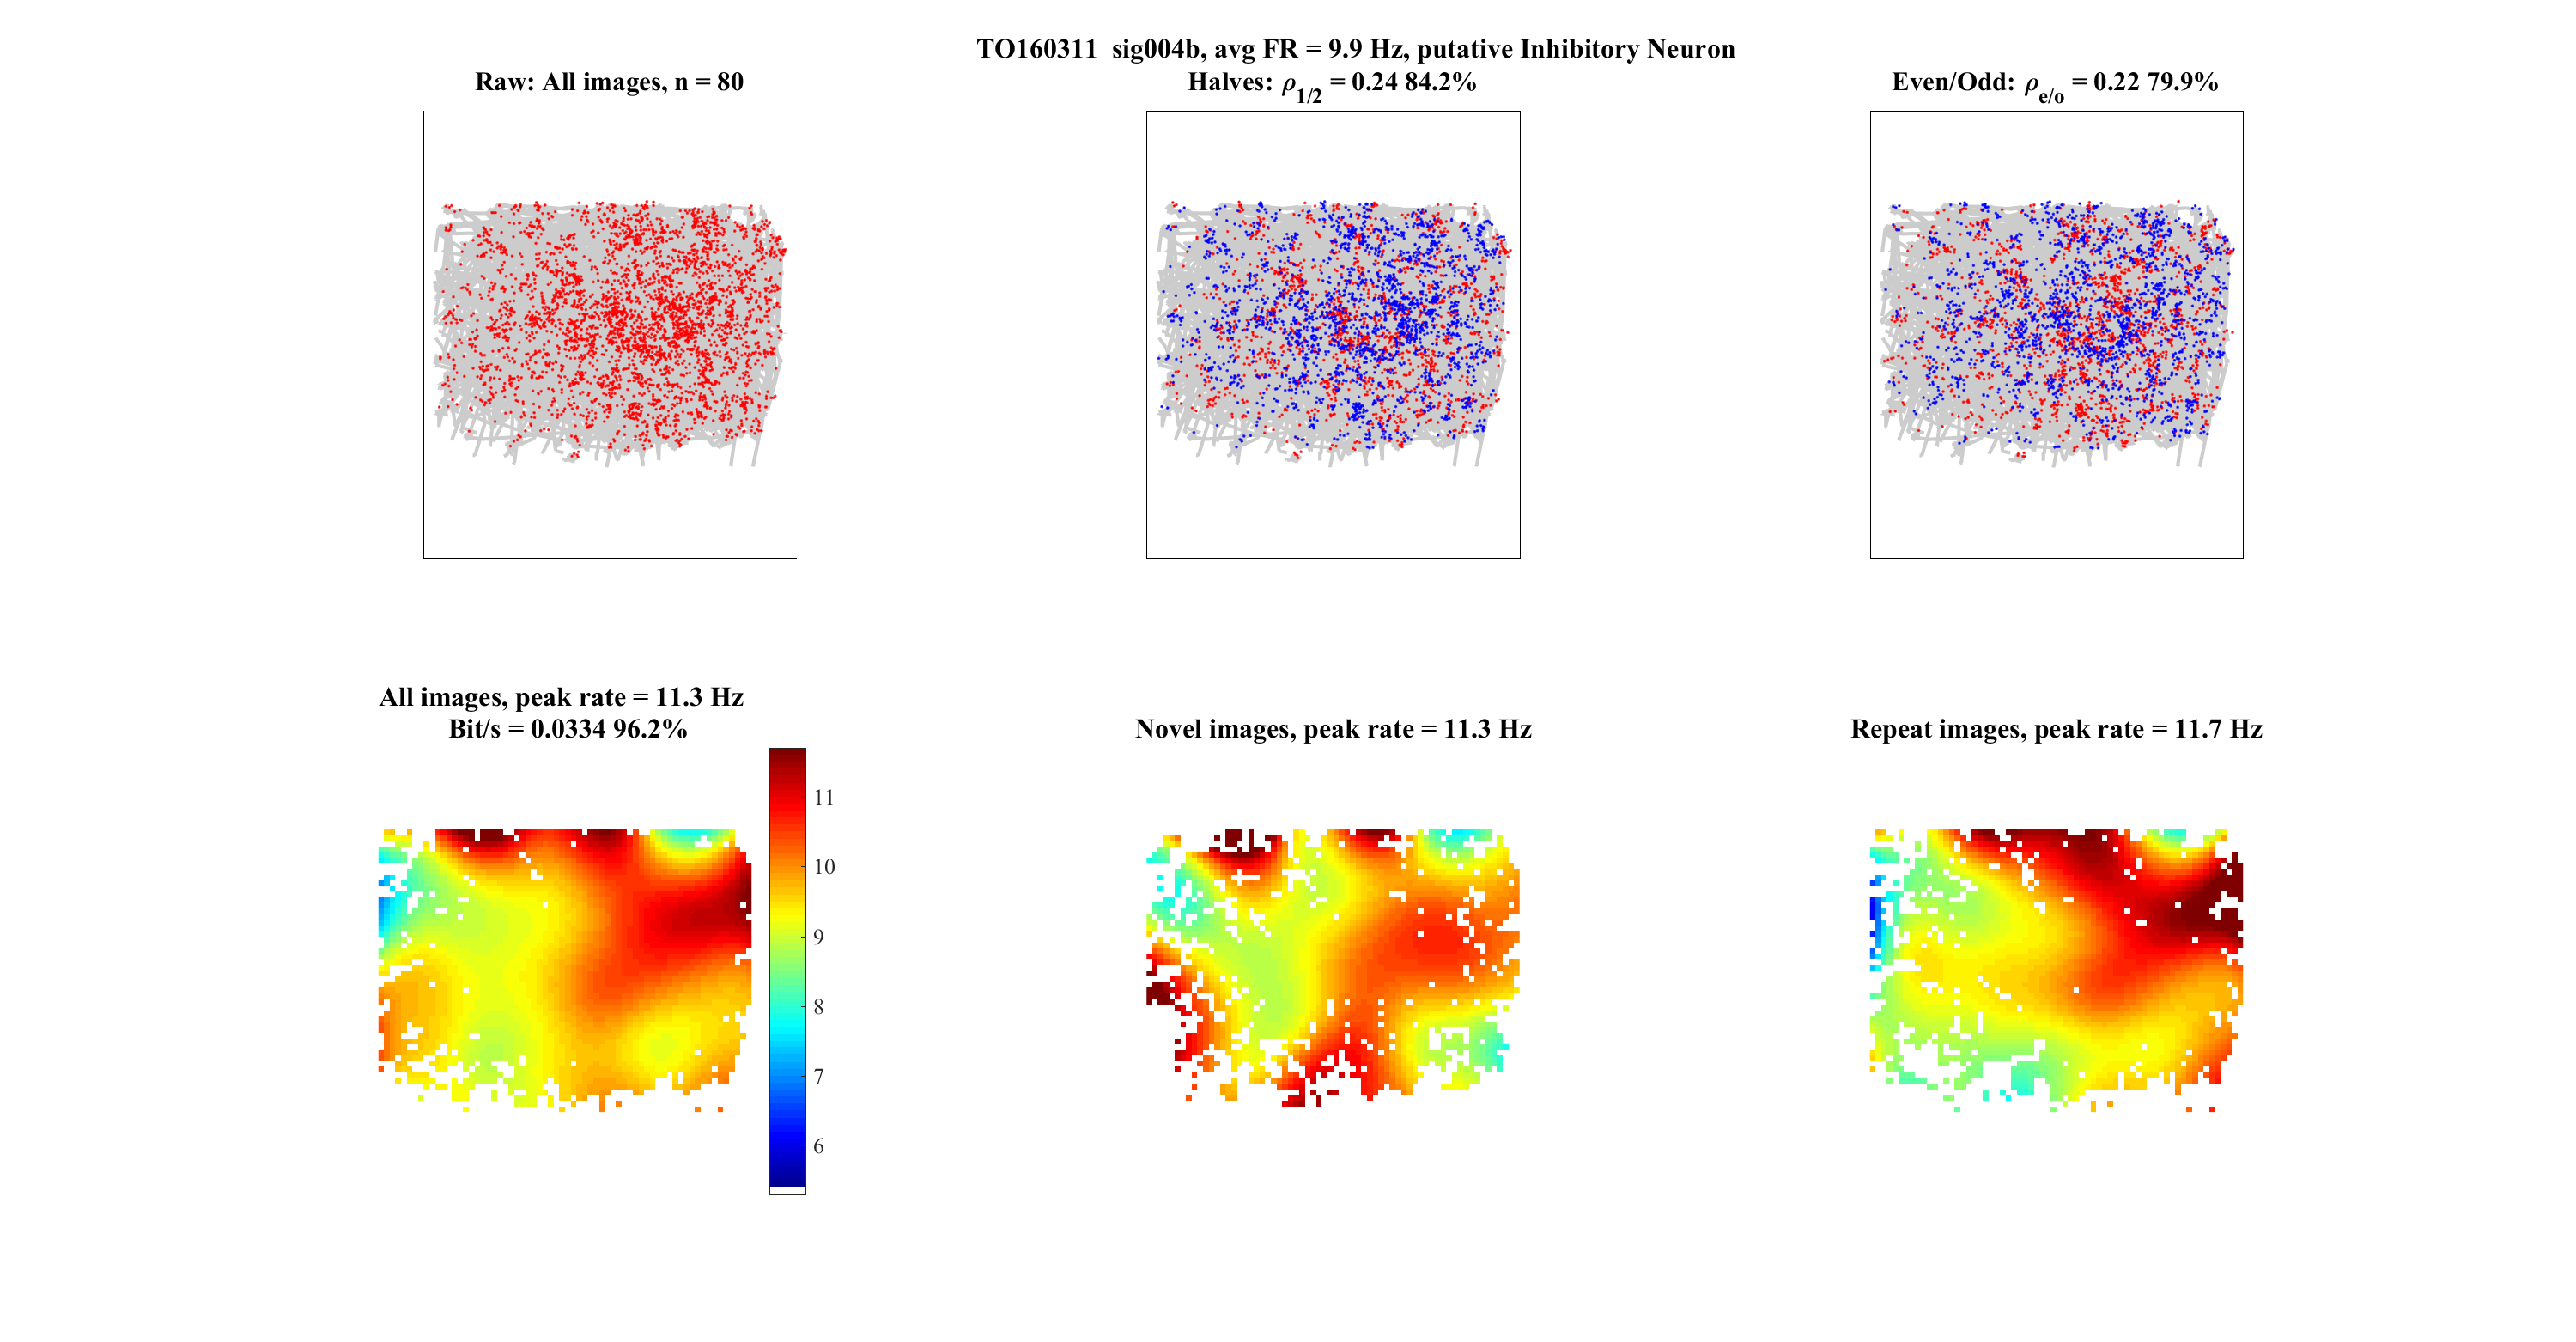 TO160311  sig004b, avg FR = 9.9 Hz, putative Inhibitory Neuron
Raw: All images, n = 80
Halves: ρ1/2 = 0.24 84.2%
Even/Odd: ρe/o = 0.22 79.9%
All images, peak rate = 11.3 Hz
Bit/s = 0.0334 96.2%
11
10
9
8
7
6
Novel images, peak rate = 11.3 Hz
Repeat images, peak rate = 11.7 Hz